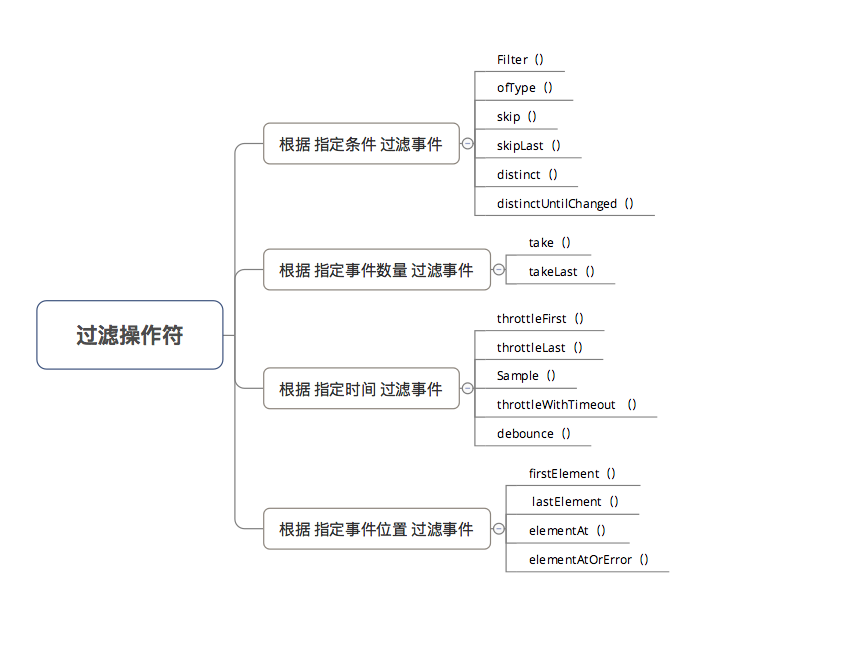 过滤操作符
根据 指定条件 过滤事件
Filter（）
ofType（）
skip（）
skipLast（）
distinct（）
distinctUntilChanged（）
根据 指定事件数量 过滤事件
take（）
takeLast（）
根据 指定时间 过滤事件
throttleFirst（）
throttleLast（）
Sample（）
throttleWithTimeout （）
debounce（）
根据 指定事件位置 过滤事件
firstElement（）
lastElement（）
elementAt（）
elementAtOrError（）